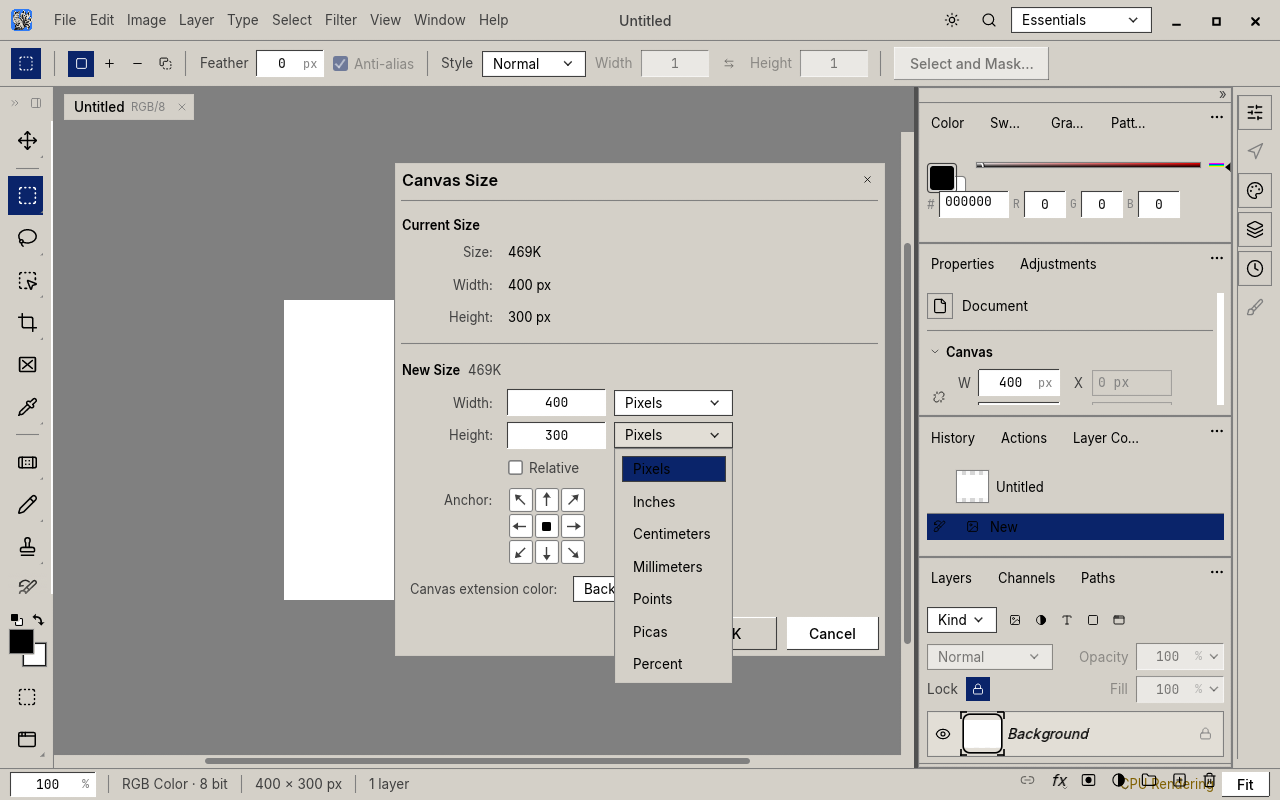 File Edit Image Layer Type Select Filter View Window Help Untitled Essentials
Feather 0 px Anti-alias Style Normal Width 1 Height 1 Select and Mask...
Untitled RGB/8
Canvas Size
Current Size
Size: 469K
Width: 400 px
Height: 300 px
New Size 469K
Width: 400 Pixels
Height: 300 Pixels
Relative
Anchor:
Canvas extension color: Back
K Cancel
Pixels
Inches
Centimeters
Millimeters
Points
Picas
Percent
Color Sw... Gra... Patt...
# 000000 R 0 G 0 B 0
Properties Adjustments
Document
Canvas
W 400 px X 0 px
History Actions Layer Co...
Untitled
New
Layers Channels Paths
Kind
Normal Opacity 100 %
Lock Fill 100 %
Background
100 % RGB Color · 8 bit 400 × 300 px 1 layer fx CPU Rendering Fit